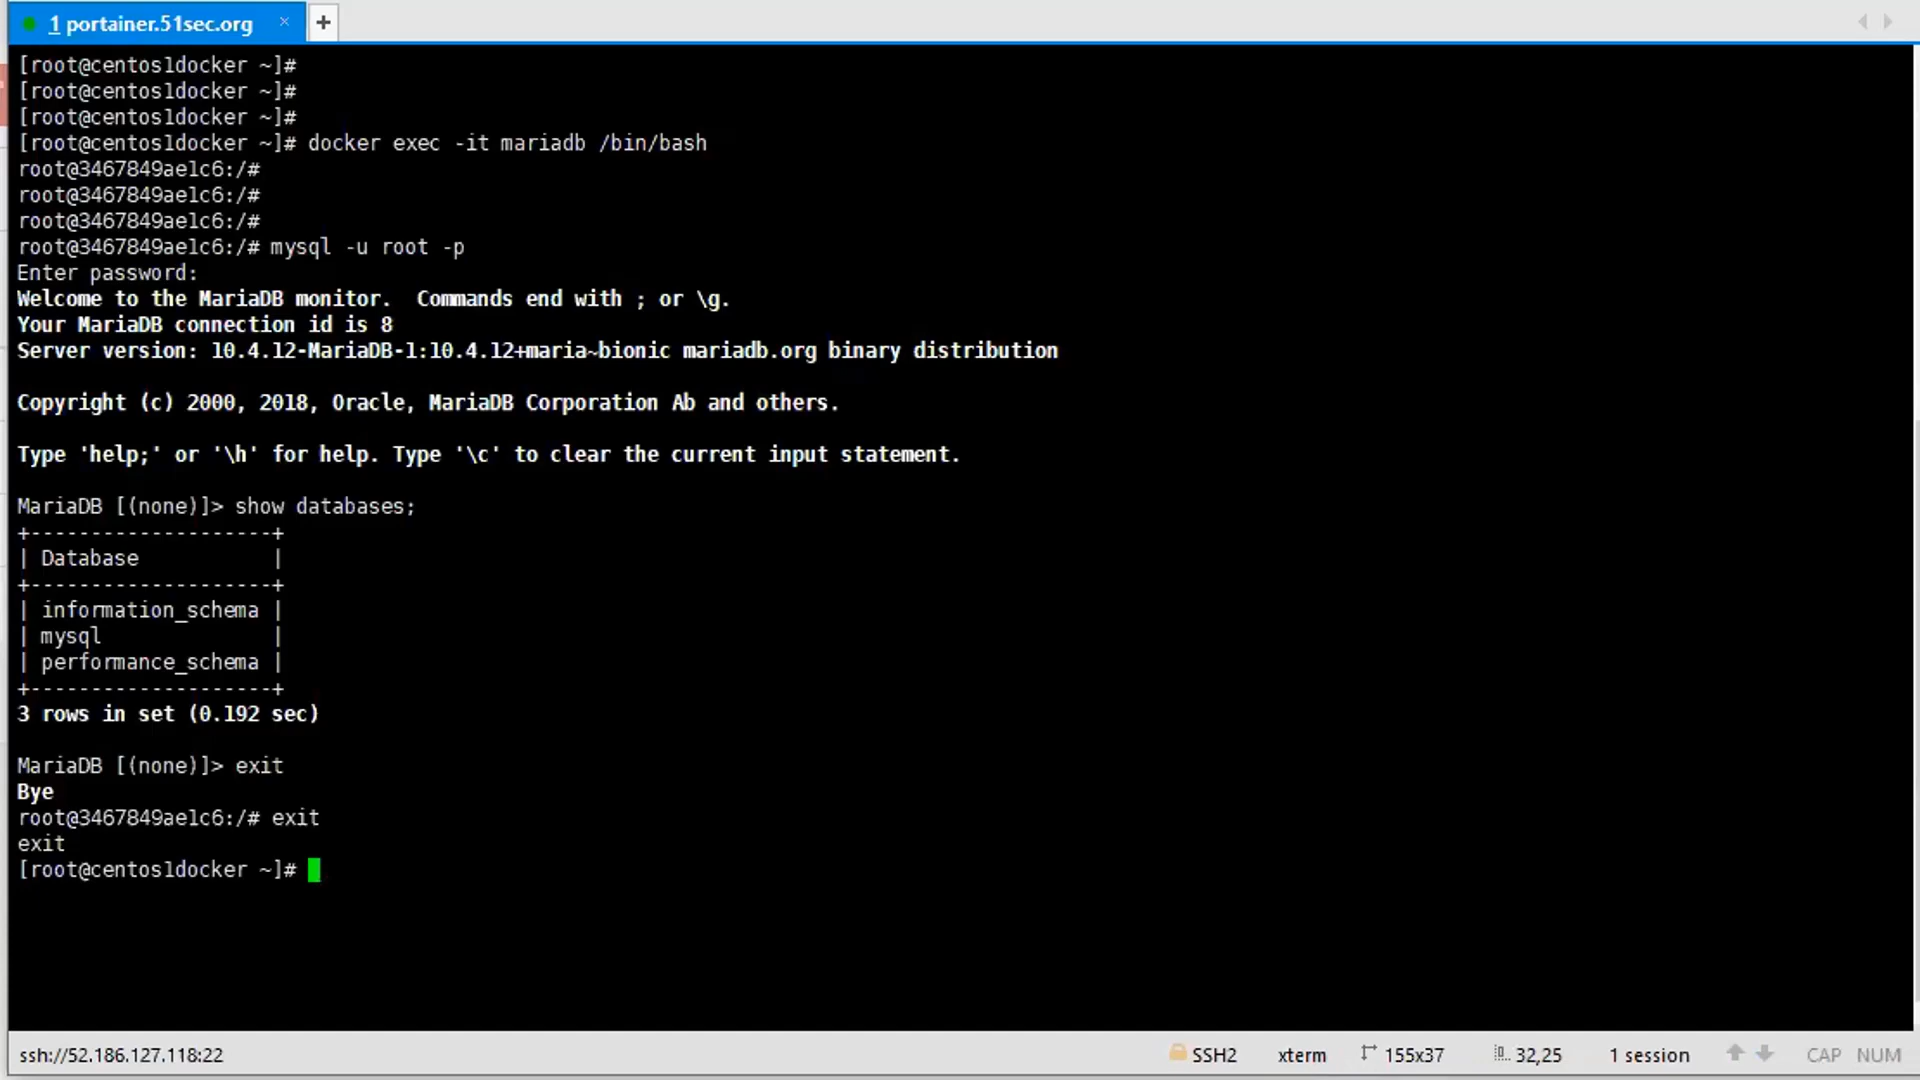 1 portainer.51sec.org × +
[root@centos1docker ~]#
[root@centos1docker ~]#
[root@centos1docker ~]#
[root@centos1docker ~]# docker exec -it mariadb /bin/bash
root@3467849ae1c6:/#
root@3467849ae1c6:/#
root@3467849ae1c6:/#
root@3467849ae1c6:/# mysql -u root -p
Enter password:
Welcome to the MariaDB monitor.  Commands end with ; or \g.
Your MariaDB connection id is 8
Server version: 10.4.12-MariaDB-1:10.4.12+maria~bionic mariadb.org binary distribution
Copyright (c) 2000, 2018, Oracle, MariaDB Corporation Ab and others.
Type 'help;' or '\h' for help. Type '\c' to clear the current input statement.
MariaDB [(none)]> show databases;
+--------------------+
| Database           |
+--------------------+
| information_schema |
| mysql              |
| performance_schema |
+--------------------+
3 rows in set (0.192 sec)
MariaDB [(none)]> exit
Bye
root@3467849ae1c6:/# exit
exit
[root@centos1docker ~]#
ssh://52.186.127.118:22 SSH2 xterm 155x37 32,25 1 session CAP NUM